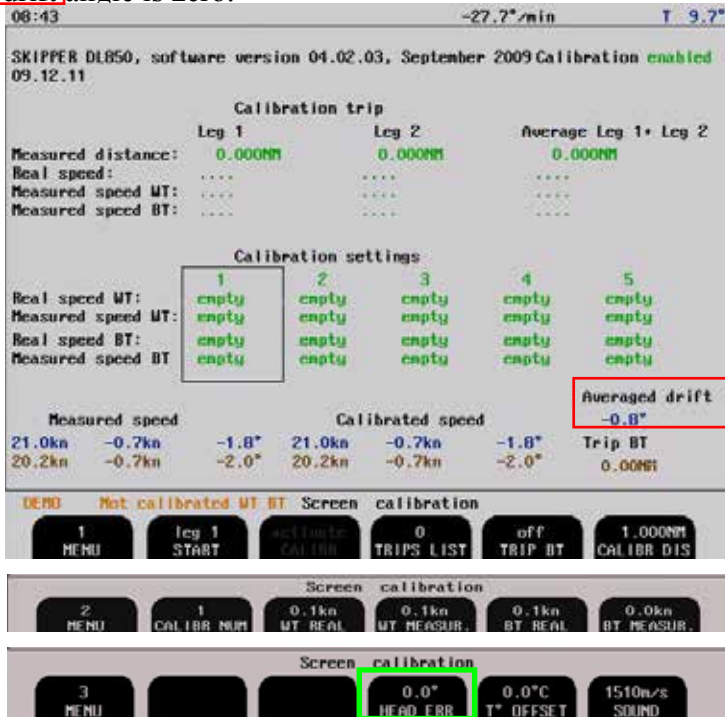 angle is zero.
08:43 -27.7°/min T 9.7°
SKIPPER DL850, software version 04.02.03, September 2009 Calibration enabled
09.12.11
Calibration trip
Leg 1 Leg 2 Average Leg 1+ Leg 2
Measured distance: 0.000NM 0.000NM 0.000NM
Real speed: .... .... ....
Measured speed WT: .... .... ....
Measured speed BT: .... .... ....
Calibration settings
1 2 3 4 5
Real speed WT: empty empty empty empty empty
Measured speed WT: empty empty empty empty empty
Real speed BT: empty empty empty empty empty
Measured speed BT empty empty empty empty empty
Averaged drift
Measured speed Calibrated speed -0.8°
21.0kn -0.7kn -1.8° 21.0kn -0.7kn -1.8° Trip BT
20.2kn -0.7kn -2.0° 20.2kn -0.7kn -2.0° 0.00NM
DEMO Not calibrated WT BT Screen calibration
1 leg 1 activate 0 off 1.000NM
MENU START CALIBR TRIPS LIST TRIP BT CALIBR DIS
Screen calibration
2 1 0.1kn 0.1kn 0.1kn 0.0kn
MENU CALIBR NUM WT REAL WT MEASUR. BT REAL BT MEASUR.
Screen calibration
3 0.0° 0.0°C 1510m/s
MENU HEAD ERR T° OFFSET SOUND